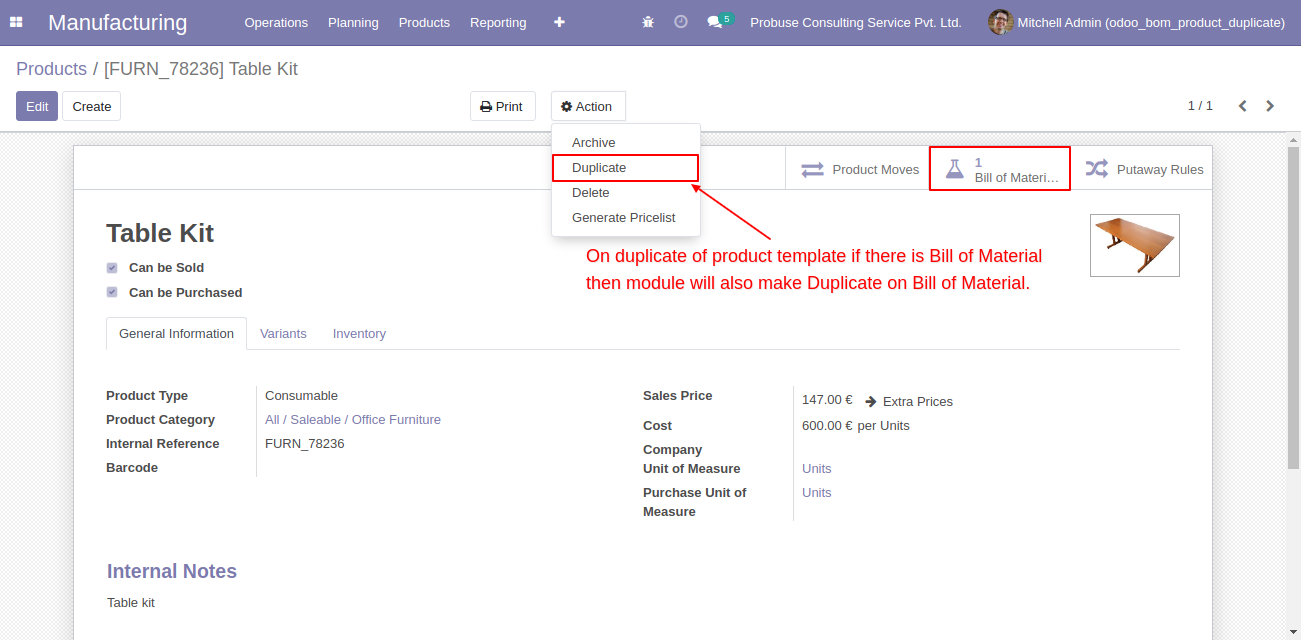 Manufacturing Operations Planning Products Reporting 5 Probuse Consulting Service Pvt. Ltd. Mitchell Admin (odoo_bom_product_duplicate)
Products / [FURN_78236] Table Kit
Edit Create Print Action 1 / 1
Archive
Duplicate
Delete
Generate Pricelist
Product Moves
1
Bill of Materi…
Putaway Rules
Table Kit
Can be Sold
Can be Purchased
On duplicate of product template if there is Bill of Material
then module will also make Duplicate on Bill of Material.
General Information Variants Inventory
Product Type Consumable
Product Category All / Saleable / Office Furniture
Internal Reference FURN_78236
Barcode
Sales Price 147.00 € Extra Prices
Cost 600.00 € per Units
Company
Unit of Measure Units
Purchase Unit of Units
Measure
Internal Notes
Table kit